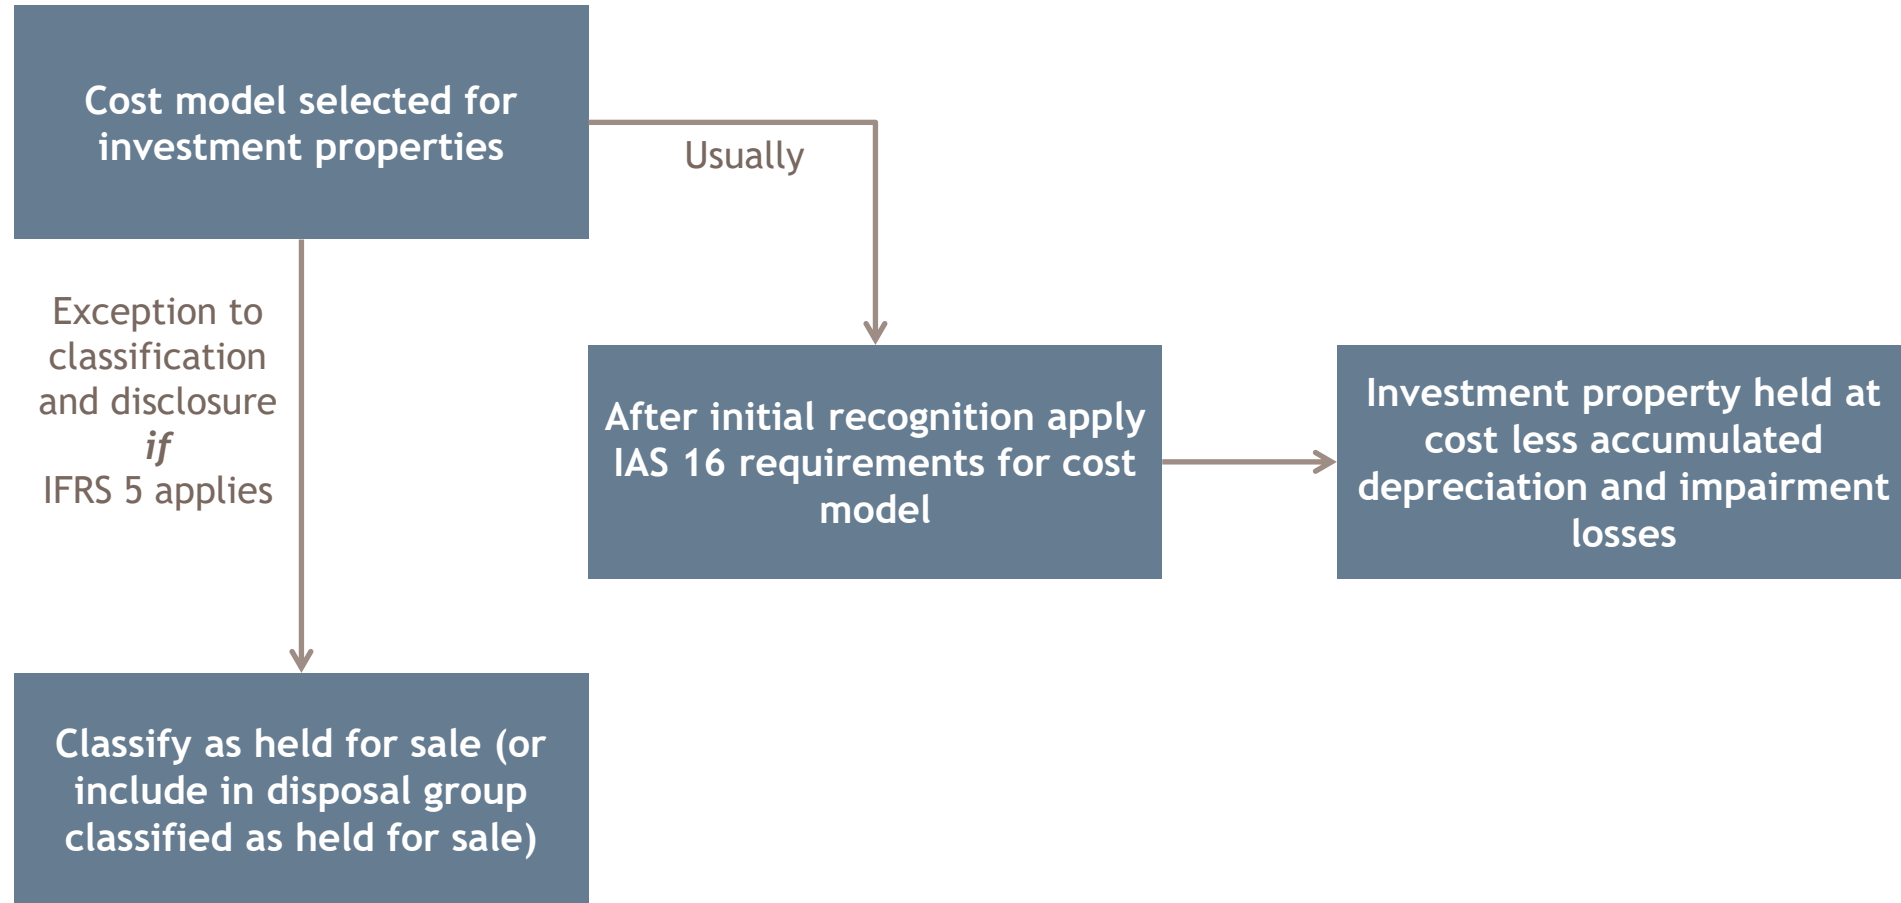 Cost model selected for
investment properties
Usually
Exception to
classification
and disclosure
if
IFRS 5 applies
After initial recognition apply
IAS 16 requirements for cost
model
Investment property held at
cost less accumulated
depreciation and impairment
losses
Classify as held for sale (or
include in disposal group
classified as held for sale)